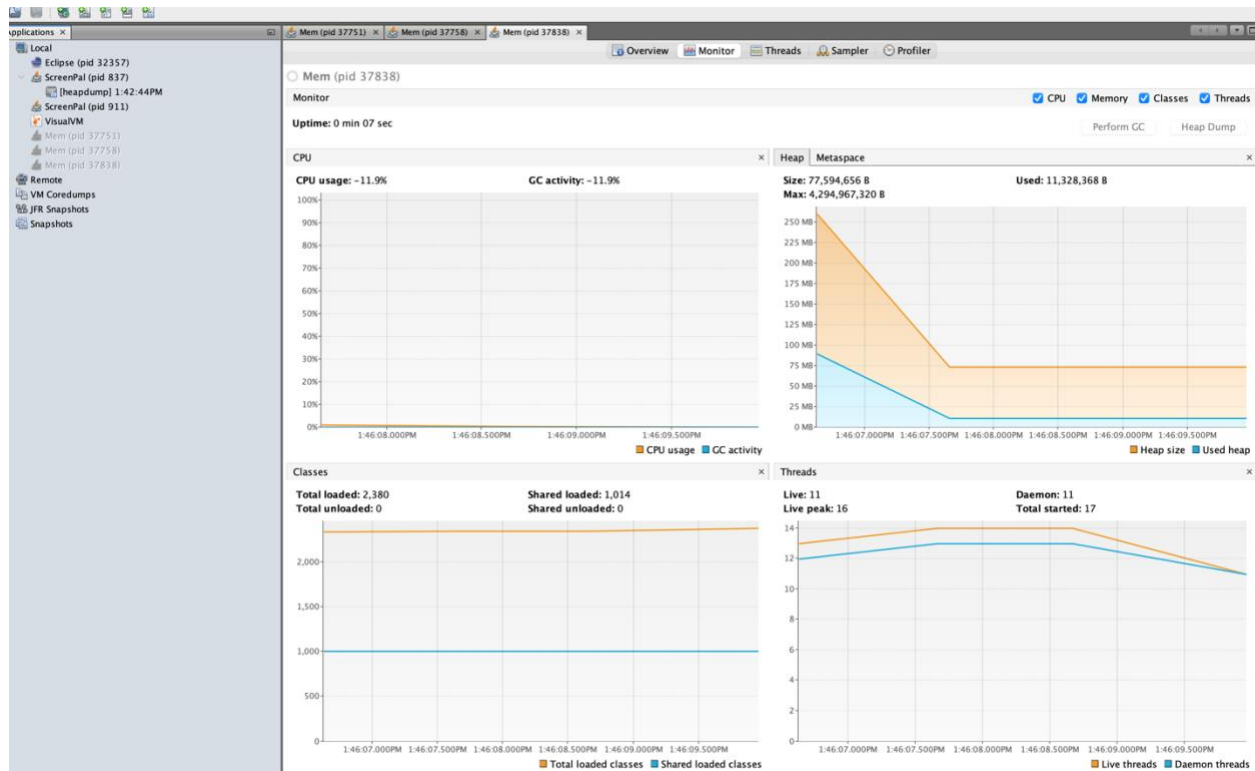 Applications ×
Mem (pid 37751) × Mem (pid 37758) × Mem (pid 37838) ×
Local
Eclipse (pid 32357)
ScreenPal (pid 837)
[heapdump] 1:42:44PM
ScreenPal (pid 911)
VisualVM
Mem (pid 37751)
Mem (pid 37758)
Mem (pid 37838)
Remote
VM Coredumps
JFR Snapshots
Snapshots
Overview Monitor Threads Sampler Profiler
Mem (pid 37838)
Monitor CPU Memory Classes Threads
Uptime: 0 min 07 sec Perform GC Heap Dump
CPU ×
CPU usage: -11.9% GC activity: -11.9%
100%
90%
80%
70%
60%
50%
40%
30%
20%
10%
0%
1:46:08.000PM 1:46:08.500PM 1:46:09.000PM 1:46:09.500PM
CPU usage GC activity
Heap Metaspace ×
Size: 77,594,656 B Used: 11,328,368 B
Max: 4,294,967,320 B
250 MB
225 MB
200 MB
175 MB
150 MB
125 MB
100 MB
75 MB
50 MB
25 MB
0 MB
1:46:07.000PM 1:46:07.500PM 1:46:08.000PM 1:46:08.500PM 1:46:09.000PM 1:46:09.500PM
Heap size Used heap
Classes ×
Total loaded: 2,380 Shared loaded: 1,014
Total unloaded: 0 Shared unloaded: 0
2,000
1,500
1,000
500
0
1:46:07.000PM 1:46:07.500PM 1:46:08.000PM 1:46:08.500PM 1:46:09.000PM 1:46:09.500PM
Total loaded classes Shared loaded classes
Threads ×
Live: 11 Daemon: 11
Live peak: 16 Total started: 17
14
12
10
8
6
4
2
0
1:46:07.000PM 1:46:07.500PM 1:46:08.000PM 1:46:08.500PM 1:46:09.000PM 1:46:09.500PM
Live threads Daemon threads